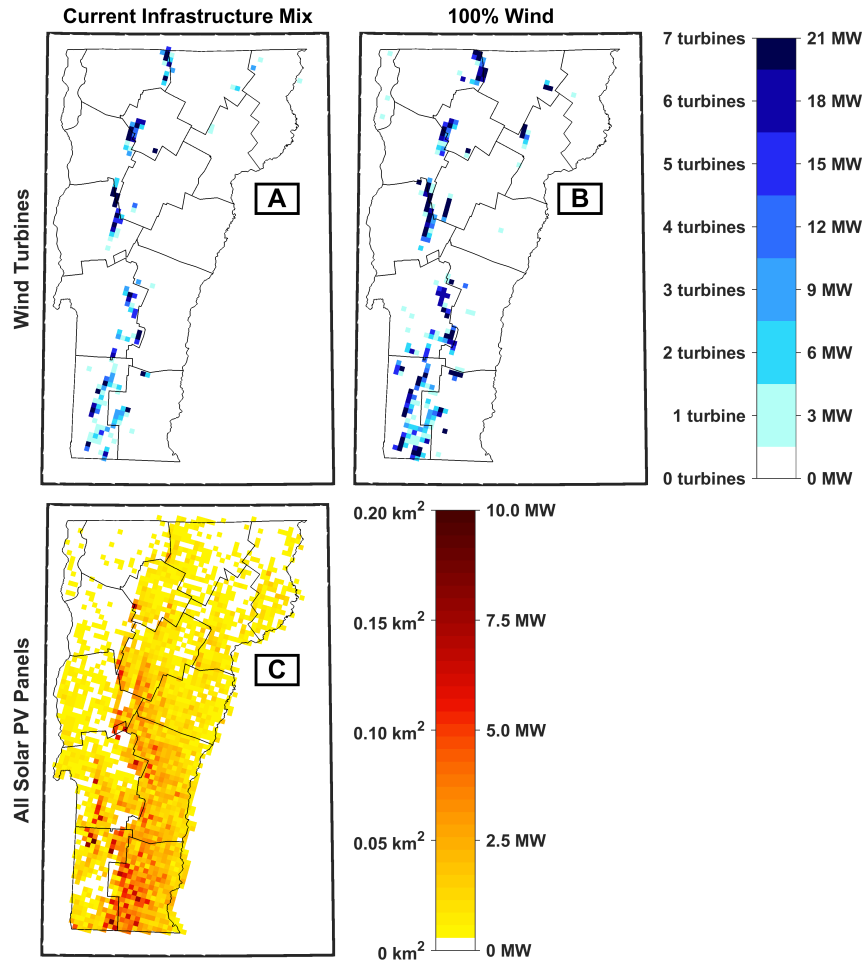 Current Infrastructure Mix
100% Wind
Wind Turbines
A
B
7 turbines 21 MW
6 turbines 18 MW
5 turbines 15 MW
4 turbines 12 MW
3 turbines 9 MW
2 turbines 6 MW
1 turbine 3 MW
0 turbines 0 MW
All Solar PV Panels
C
0.20 km² 10.0 MW
0.15 km² 7.5 MW
0.10 km² 5.0 MW
0.05 km² 2.5 MW
0 km² 0 MW